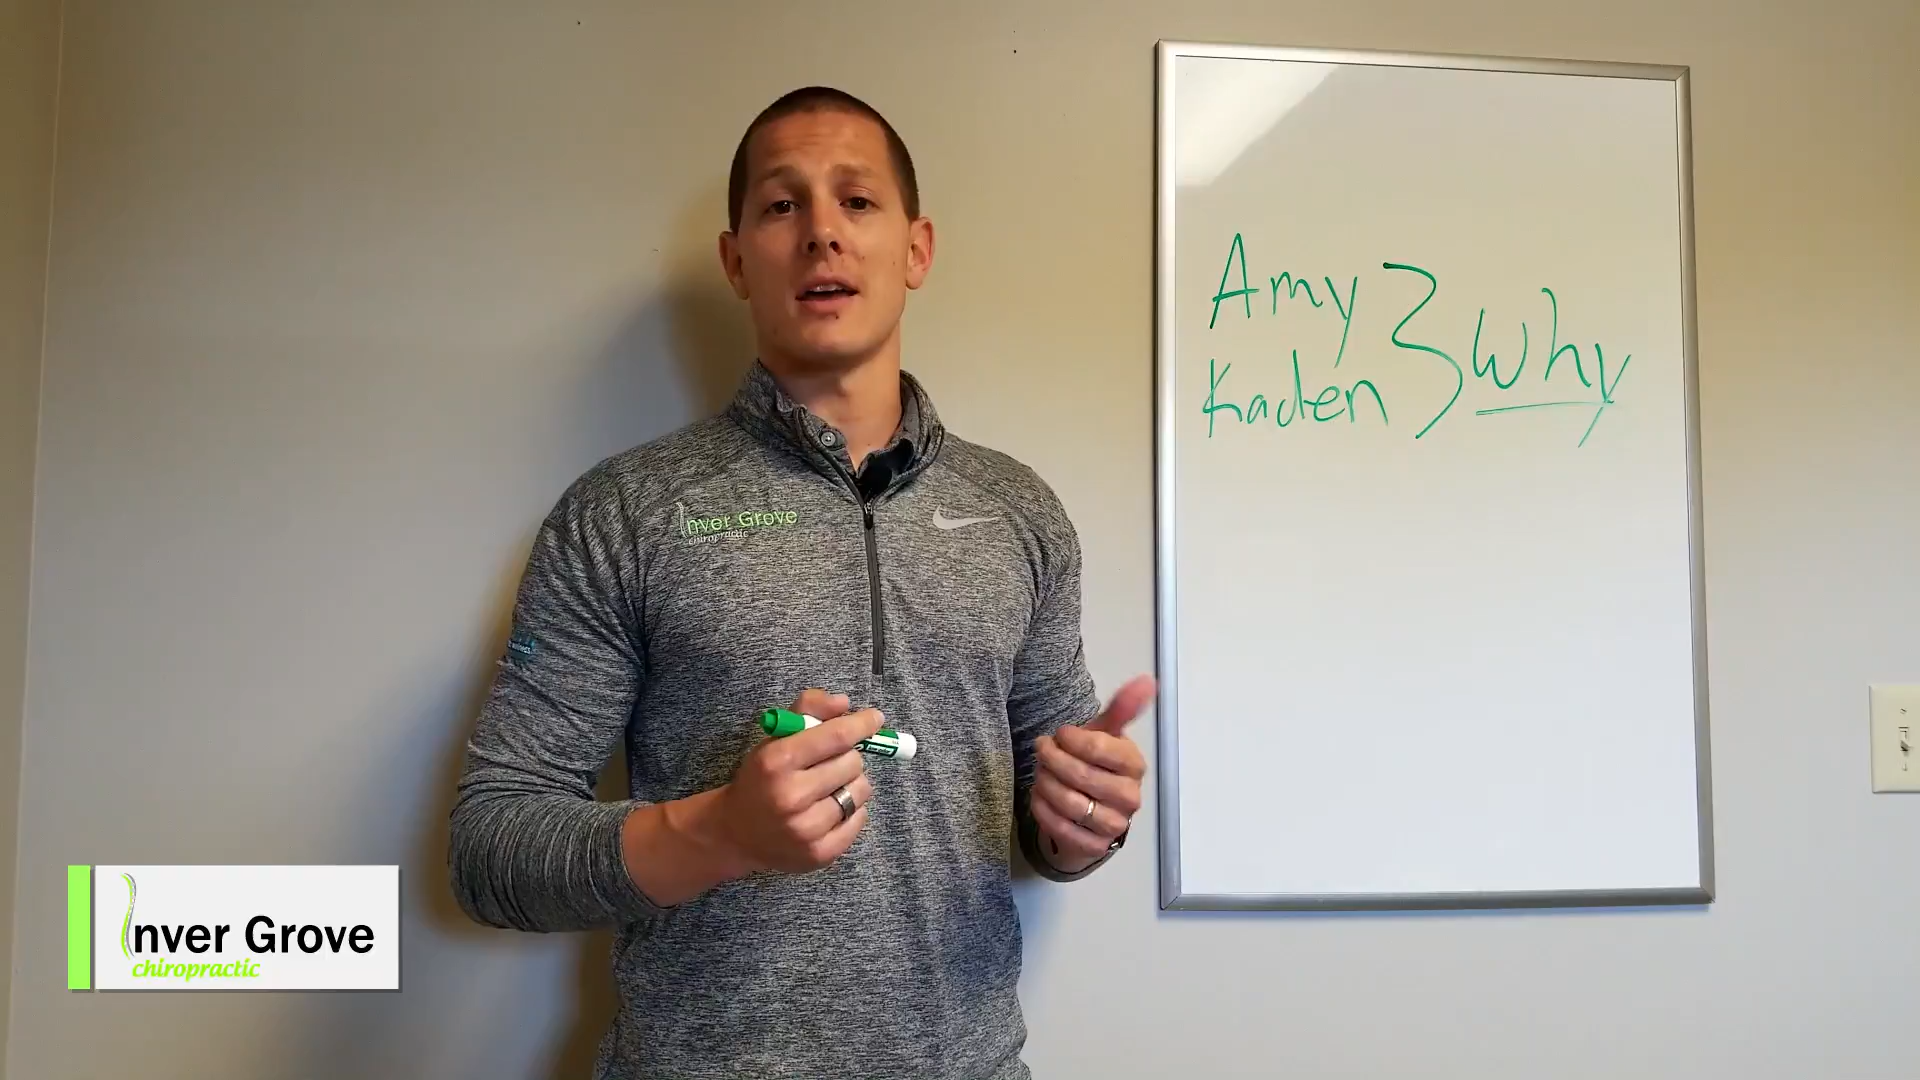 Amy
Kaden
Why
Inver Grove
chiropractic
Inver Grove
chiropractic